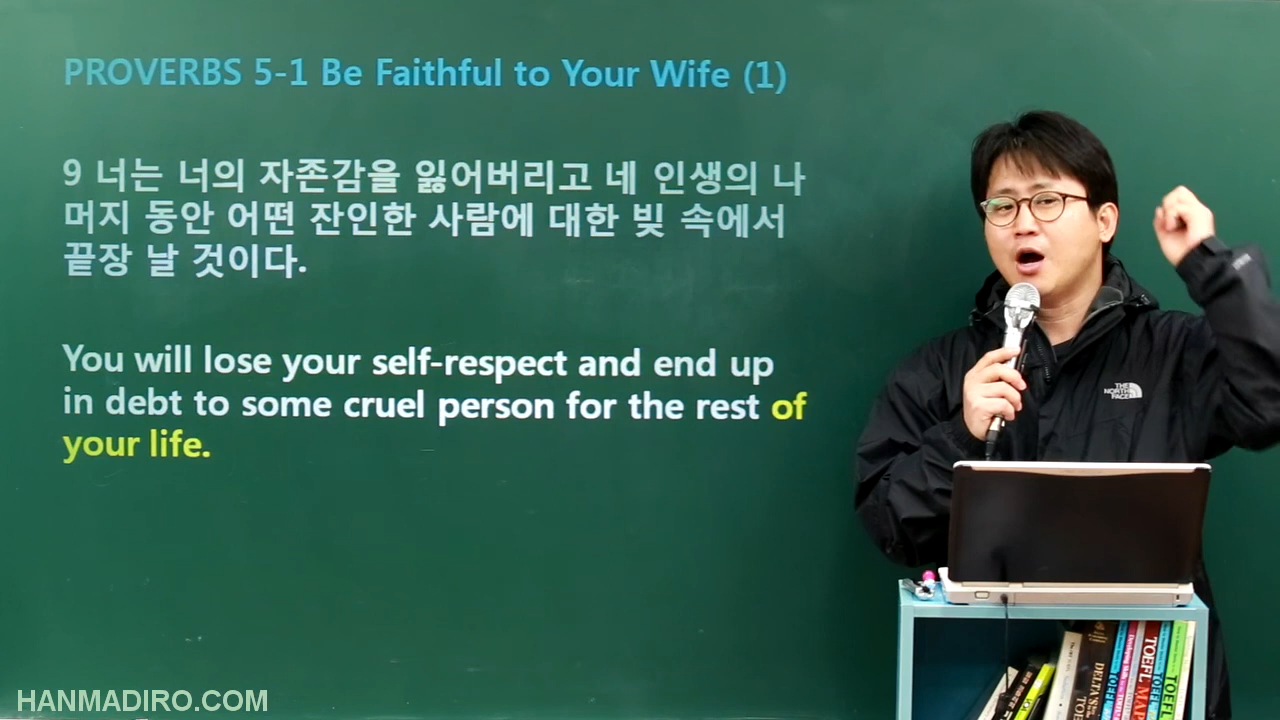 PROVERBS 5-1 Be Faithful to Your Wife (1)
9 너는 너의 자존감을 잃어버리고 네 인생의 나
머지 동안 어떤 잔인한 사람에 대한 빚 속에서
끝장 날 것이다.
You will lose your self-respect and end up
in debt to some cruel person for the rest of
your life.
THE
NORTH
FACE
DELTA'S
TOEFL MAP
TOEFL
HANMADIRO.COM